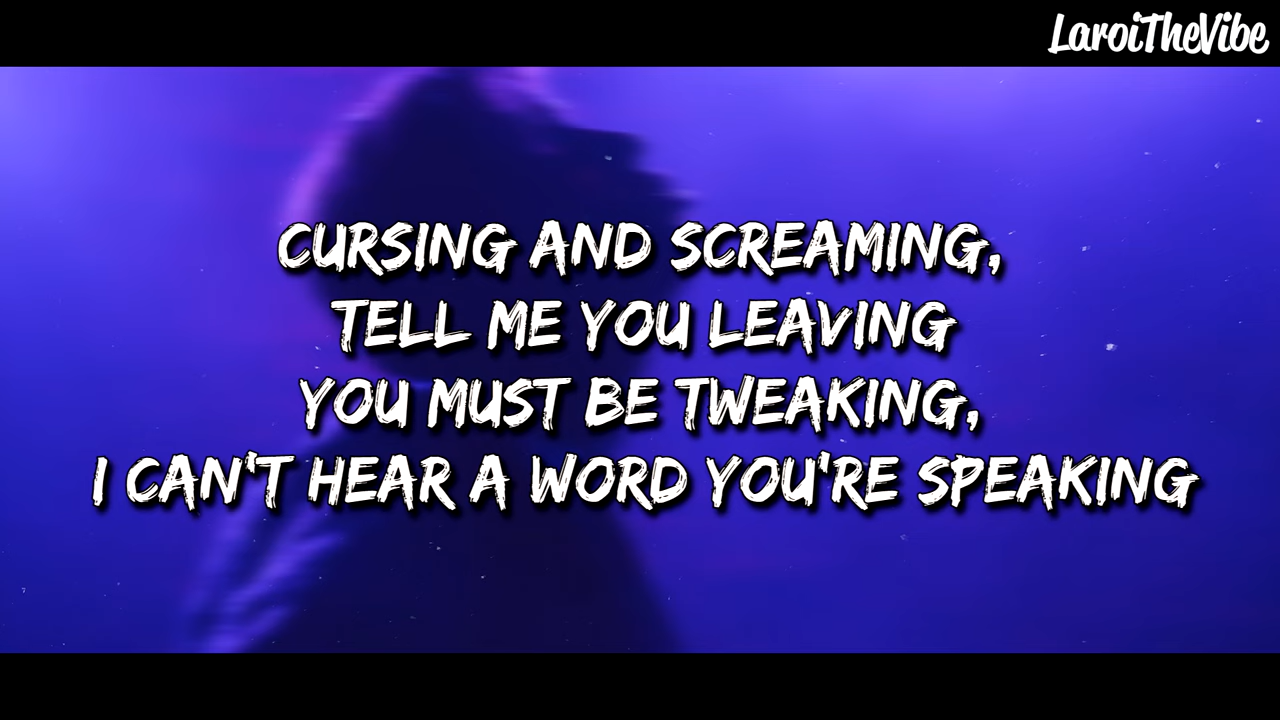 LaroiTheVibe
CURSING AND SCREAMING,
TELL ME YOU LEAVING
YOU MUST BE TWEAKING,
I CAN'T HEAR A WORD YOU'RE SPEAKING